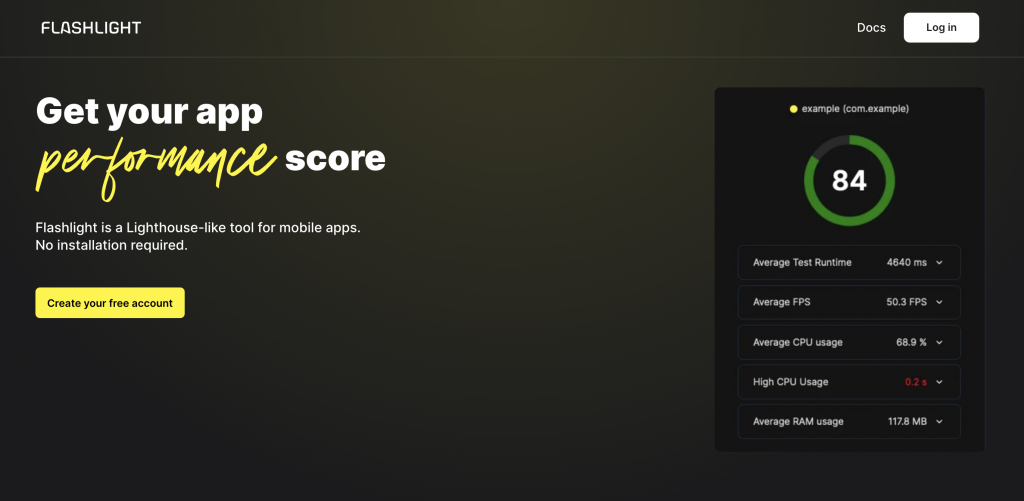 FLASHLIGHT
Docs
Log in
Get your app
performance score
Flashlight is a Lighthouse-like tool for mobile apps.
No installation required.
Create your free account
example (com.example)
84
Average Test Runtime 4640 ms
Average FPS 50.3 FPS
Average CPU usage 68.9 %
High CPU Usage 0.2 s
Average RAM usage 117.8 MB